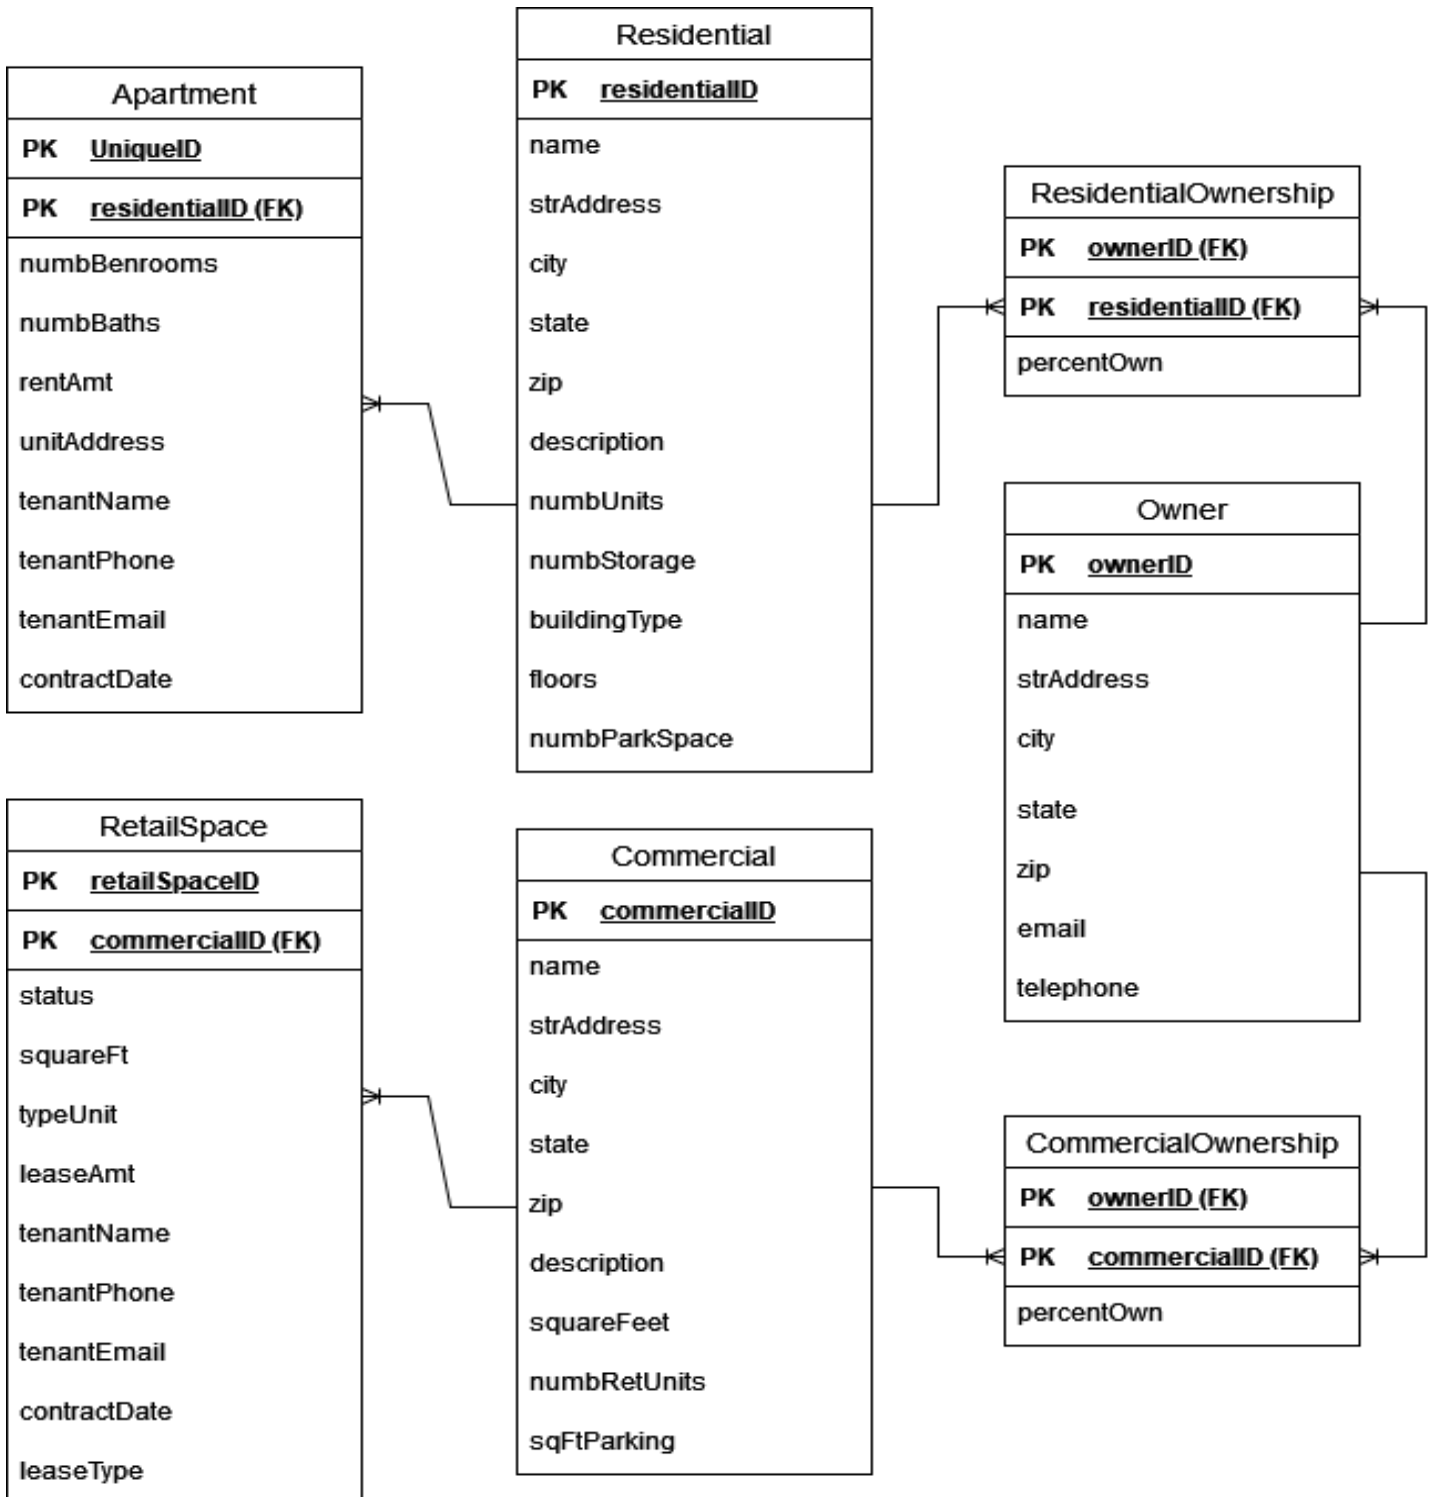 Apartment
PK UniqueID
PK residentialID (FK)
numbBenrooms
numbBaths
rentAmt
unitAddress
tenantName
tenantPhone
tenantEmail
contractDate
Residential
PK residentialID
name
strAddress
city
state
zip
description
numbUnits
numbStorage
buildingType
floors
numbParkSpace
ResidentialOwnership
PK ownerID (FK)
PK residentialID (FK)
percentOwn
Owner
PK ownerID
name
strAddress
city
state
zip
email
telephone
RetailSpace
PK retailSpaceID
PK commercialID (FK)
status
squareFt
typeUnit
leaseAmt
tenantName
tenantPhone
tenantEmail
contractDate
leaseType
Commercial
PK commercialID
name
strAddress
city
state
zip
description
squareFeet
numbRetUnits
sqFtParking
CommercialOwnership
PK ownerID (FK)
PK commercialID (FK)
percentOwn